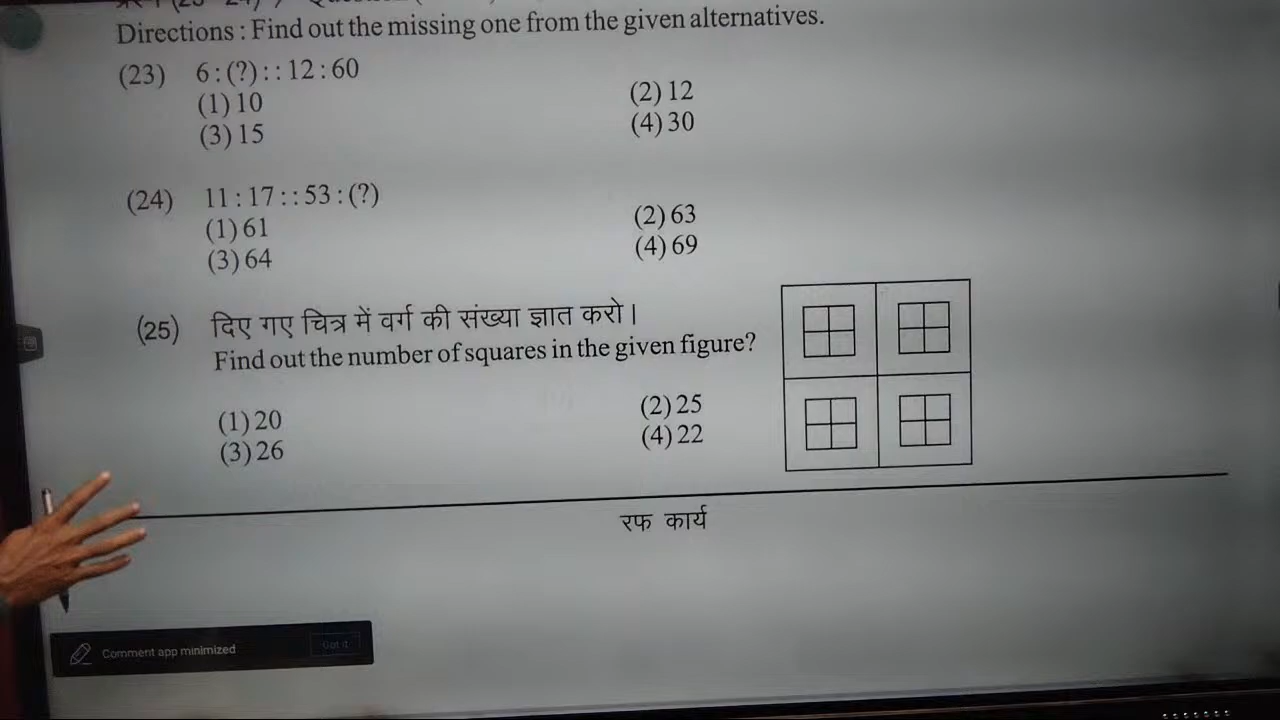 Directions : Find out the missing one from the given alternatives.
(23) 6 : (?) : : 12 : 60
(1) 10 (2) 12
(3) 15 (4) 30
(24) 11 : 17 : : 53 : (?)
(1) 61 (2) 63
(3) 64 (4) 69
(25) दिए गए चित्र में वर्ग की संख्या ज्ञात करो।
Find out the number of squares in the given figure?
(1) 20 (2) 25
(3) 26 (4) 22
रफ कार्य
Comment app minimized Got it